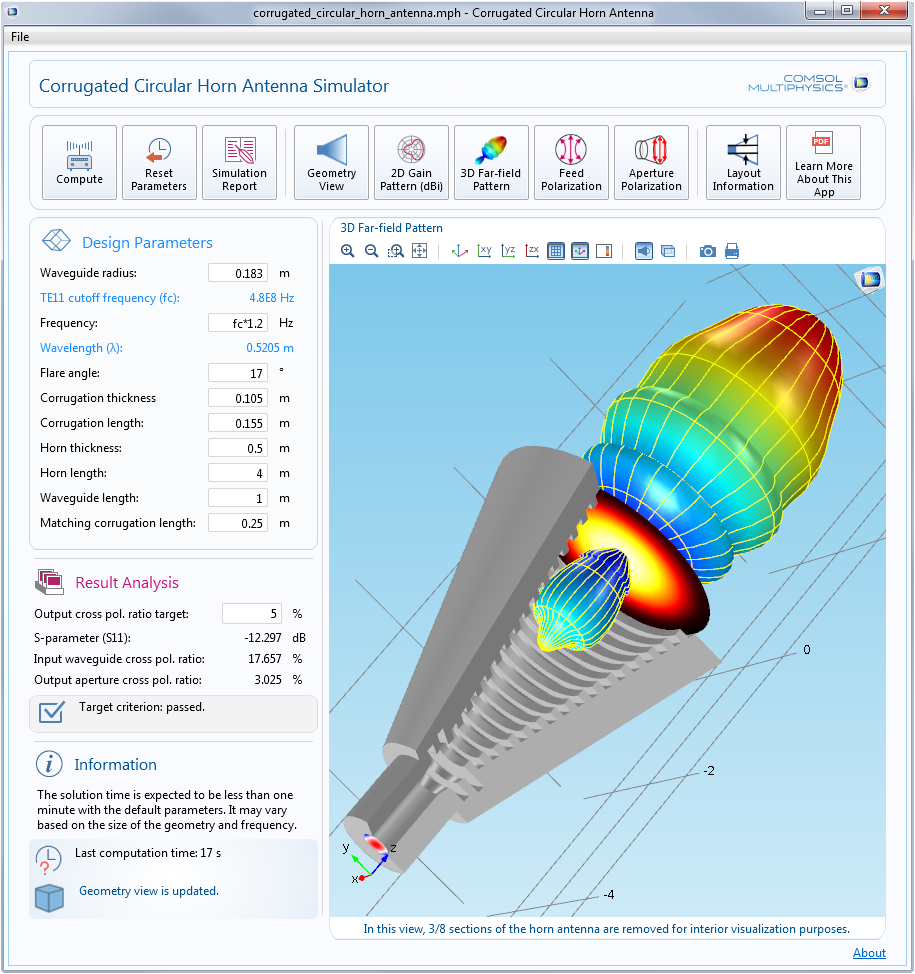 corrugated_circular_horn_antenna.mph - Corrugated Circular Horn Antenna
File
Corrugated Circular Horn Antenna Simulator
COMSOL
MULTIPHYSICS®
Compute
Reset
Parameters
Simulation
Report
Geometry
View
2D Gain
Pattern (dBi)
3D Far-field
Pattern
Feed
Polarization
Aperture
Polarization
Layout
Information
PDF
Learn More
About This
App
Design Parameters
Waveguide radius: 0.183 m
TE11 cutoff frequency (fc): 4.8E8 Hz
Frequency: fc*1.2 Hz
Wavelength (λ): 0.5205 m
Flare angle: 17 °
Corrugation thickness 0.105 m
Corrugation length: 0.155 m
Horn thickness: 0.5 m
Horn length: 4 m
Waveguide length: 1 m
Matching corrugation length: 0.25 m
Result Analysis
Output cross pol. ratio target: 5 %
S-parameter (S11): -12.297 dB
Input waveguide cross pol. ratio: 17.657 %
Output aperture cross pol. ratio: 3.025 %
Target criterion: passed.
Information
The solution time is expected to be less than one
minute with the default parameters. It may vary
based on the size of the geometry and frequency.
Last computation time: 17 s
Geometry view is updated.
3D Far-field Pattern
xy yz zx
0
-2
-4
y
z
x
In this view, 3/8 sections of the horn antenna are removed for interior visualization purposes.
About